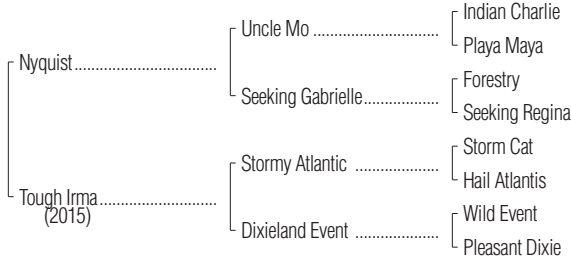 Indian Charlie
Uncle Mo ..........................
Playa Maya
Nyquist..................................
Forestry
Seeking Gabrielle................
Seeking Regina
Storm Cat
Stormy Atlantic .................
Hail Atlantis
Tough Irma............................
(2015)
Wild Event
Dixieland Event .................
Pleasant Dixie